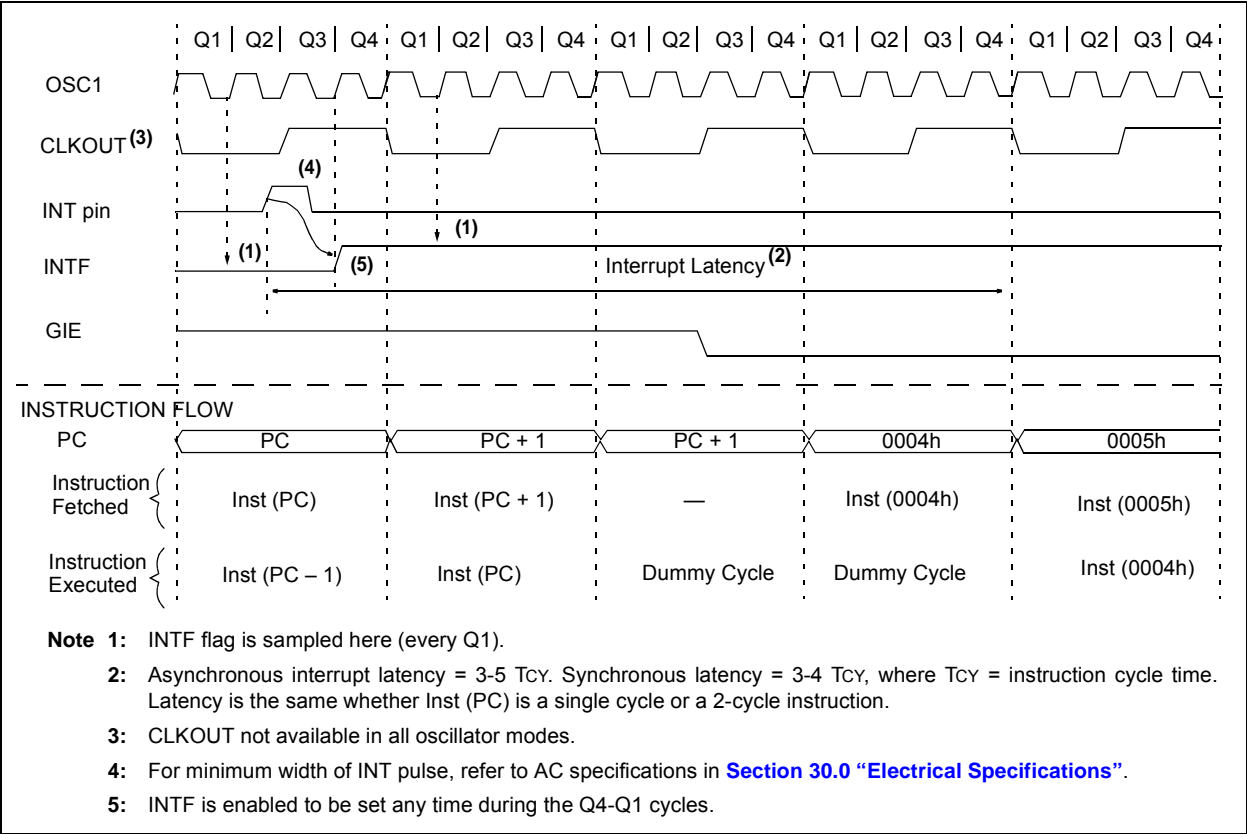 Q1 Q2 Q3 Q4 Q1 Q2 Q3 Q4 Q1 Q2 Q3 Q4 Q1 Q2 Q3 Q4 Q1 Q2 Q3 Q4
OSC1
CLKOUT (3)
(4)
INT pin
(1)
(1)
INTF
(5)
Interrupt Latency (2)
GIE
INSTRUCTION FLOW
PC PC PC + 1 PC + 1 0004h 0005h
Instruction
Fetched
Inst (PC) Inst (PC + 1) — Inst (0004h) Inst (0005h)
Instruction
Executed
Inst (PC – 1) Inst (PC) Dummy Cycle Dummy Cycle Inst (0004h)
Note 1: INTF flag is sampled here (every Q1).
2: Asynchronous interrupt latency = 3-5 TCY. Synchronous latency = 3-4 TCY, where TCY = instruction cycle time.
Latency is the same whether Inst (PC) is a single cycle or a 2-cycle instruction.
3: CLKOUT not available in all oscillator modes.
4: For minimum width of INT pulse, refer to AC specifications in Section 30.0 “Electrical Specifications”.
5: INTF is enabled to be set any time during the Q4-Q1 cycles.